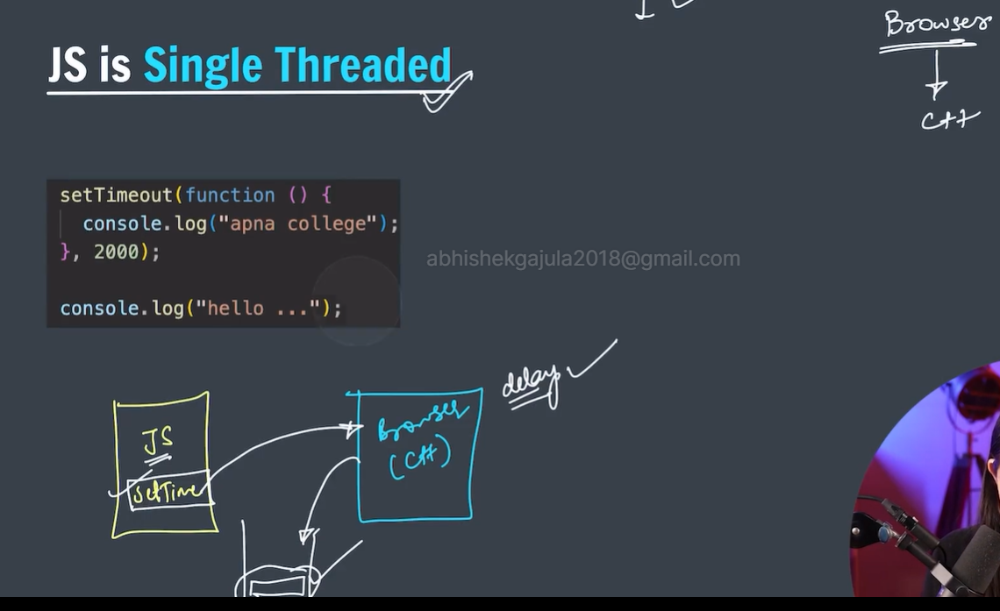 Browser
C++
JS is Single Threaded
setTimeout(function () {
console.log("apna college");
}, 2000);
console.log("hello ...");
abhishekgajula2018@gmail.com
delay
JS
SetTime
Browser
(C++)